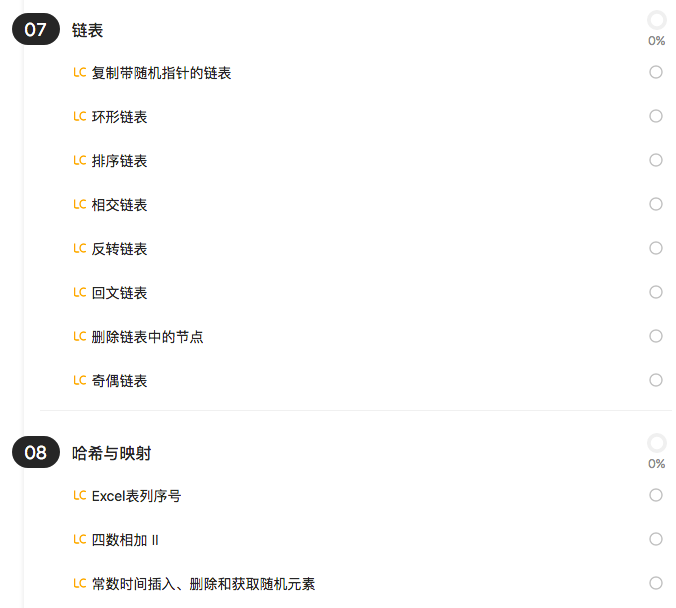 07 链表
0%
LC 复制带随机指针的链表
LC 环形链表
LC 排序链表
LC 相交链表
LC 反转链表
LC 回文链表
LC 删除链表中的节点
LC 奇偶链表
08 哈希与映射
0%
LC Excel表列序号
LC 四数相加 II
LC 常数时间插入、删除和获取随机元素